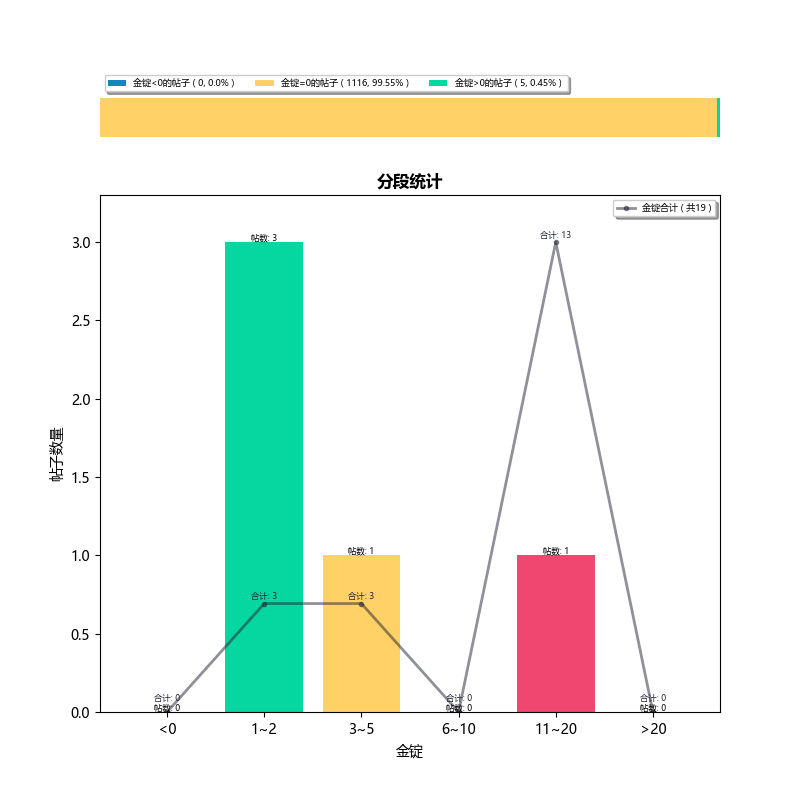 金锭<0的帖子 ( 0, 0.0% ) 金锭=0的帖子 ( 1116, 99.55% ) 金锭>0的帖子 ( 5, 0.45% )
分段统计
金锭合计 ( 共19 )
合计: 13
帖数: 3
3.0
2.5
2.0
帖子数量
1.5
帖数: 1
帖数: 1
1.0
合计: 3
合计: 3
0.5
合计: 0
合计: 0
合计: 0
帖数: 0
帖数: 0
帖数: 0
0.0
<0 1~2 3~5 6~10 11~20 >20
金锭